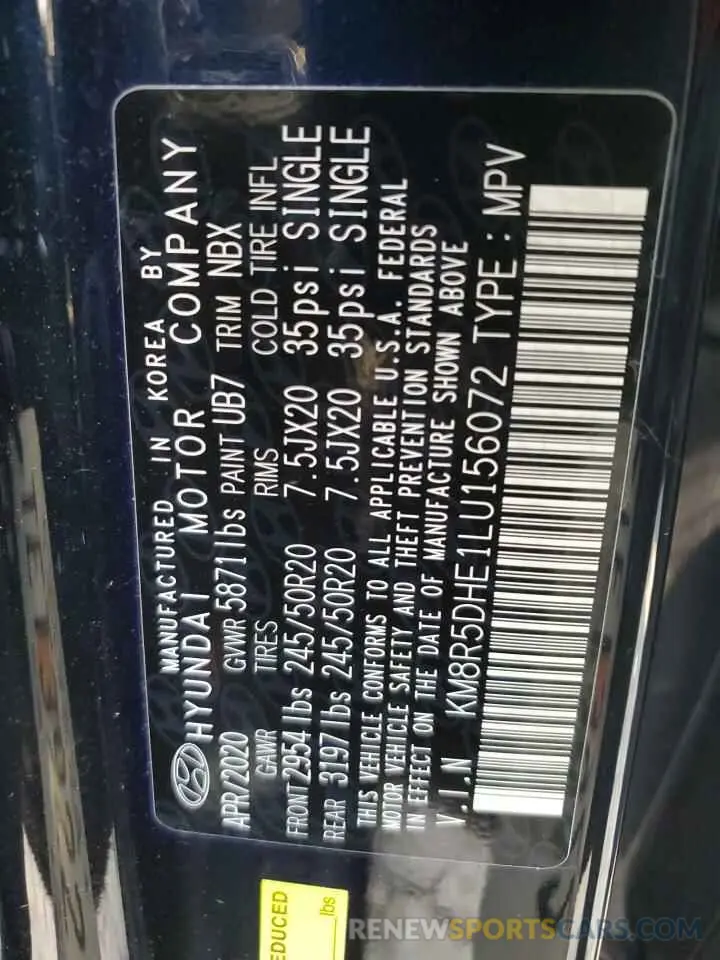 MANUFACTURED IN KOREA BY
HYUNDAI MOTOR COMPANY
APR/2020 GVWR 5871lbs PAINT UB7 TRIM NBX
GAWR TIRES RIMS COLD TIRE INFL
FRONT 2954lbs 245/50R20 7.5JX20 35psi SINGLE
REAR 3197lbs 245/50R20 7.5JX20 35psi SINGLE
THIS VEHICLE CONFORMS TO ALL APPLICABLE U.S.A. FEDERAL
MOTOR VEHICLE SAFETY AND THEFT PREVENTION STANDARDS
IN EFFECT ON THE DATE OF MANUFACTURE SHOWN ABOVE
V.I.N KM8R5DHE1LU156072 TYPE : MPV
EDUCED
lbs
RENEWSPORTSCARS.COM